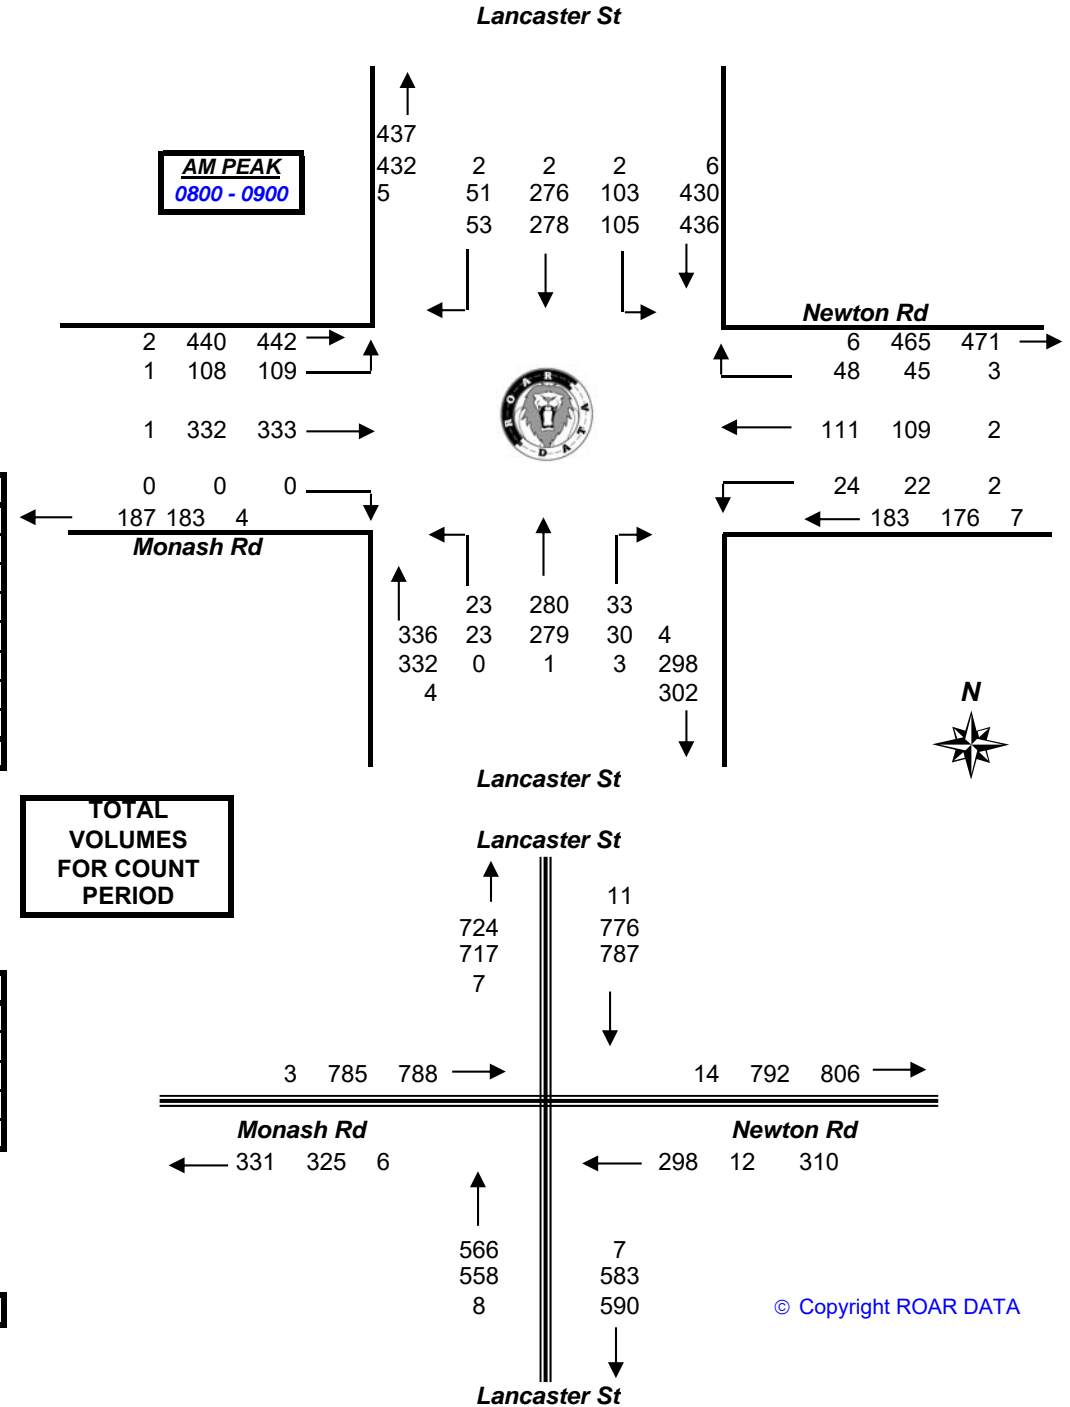 Lancaster St
437
AM PEAK
432 2 2 2 6
0800 - 0900
5 51 276 103 430
53 278 105 436
Newton Rd
2 440 442
6 465 471
1 108 109
48 45 3
ROAR DATA
1 332 333
111 109 2
0 0 0
24 22 2
187 183 4
183 176 7
Monash Rd
23 280 33
336 23 279 30 4
332 0 1 3 298
4 302
N
Lancaster St
TOTAL
VOLUMES
FOR COUNT
PERIOD
Lancaster St
11
724 776
717 787
7
3 785 788
14 792 806
Monash Rd
Newton Rd
331 325 6
298 12 310
566 7
558 583
8 590
© Copyright ROAR DATA
Lancaster St